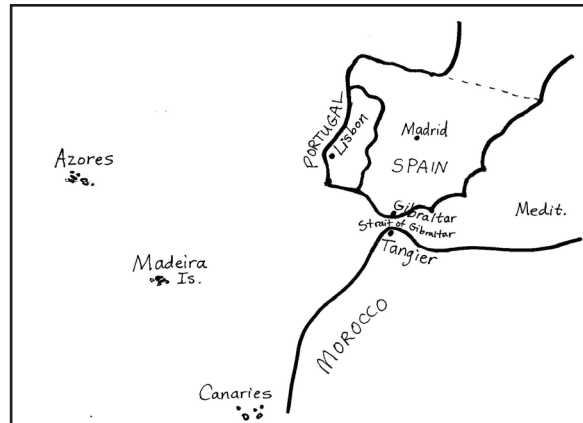 PORTUGAL
Lisbon
Madrid
SPAIN
Azores
Gibraltar
Strait of Gibraltar
Medit.
Tangier
Madeira
Is.
MOROCCO
Canaries